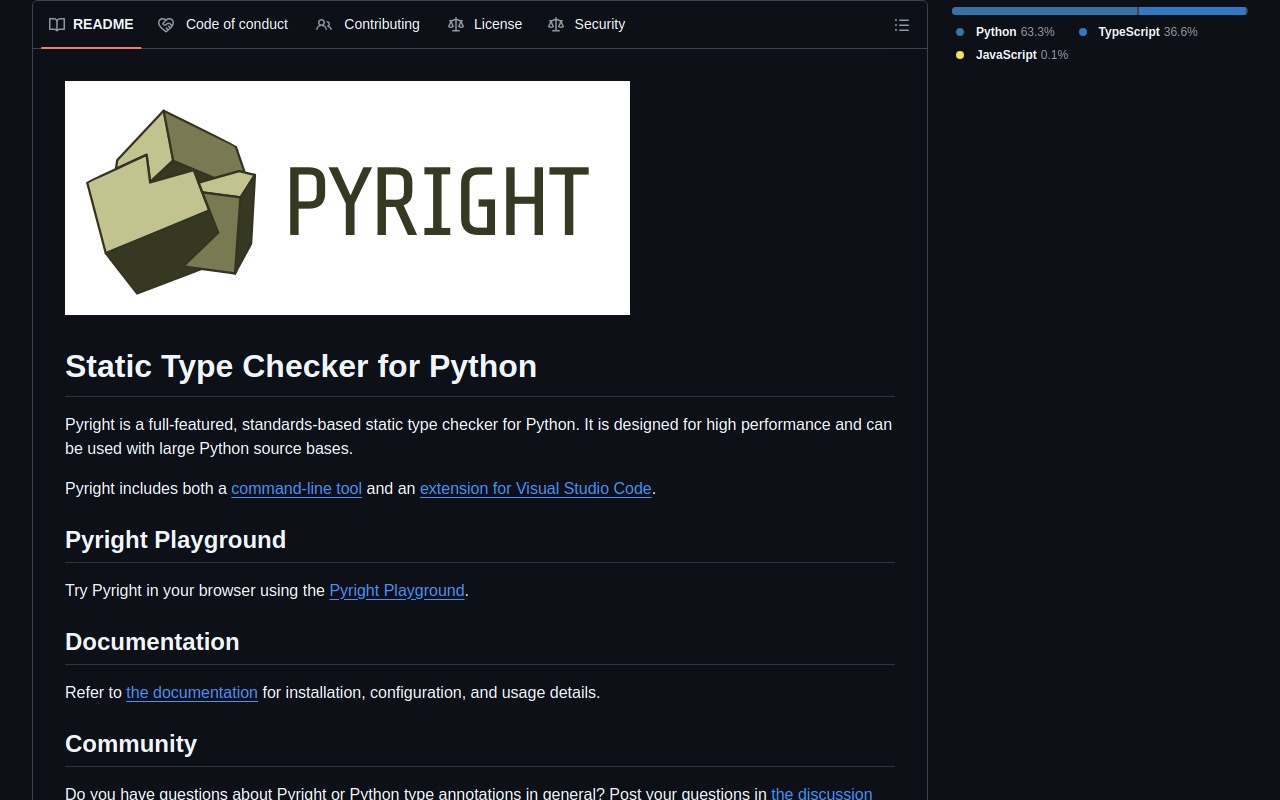 README
Code of conduct
Contributing
License
Security
Python 63.3%
TypeScript 36.6%
JavaScript 0.1%
PYRIGHT
Static Type Checker for Python
Pyright is a full-featured, standards-based static type checker for Python. It is designed for high performance and can
be used with large Python source bases.
Pyright includes both a command-line tool and an extension for Visual Studio Code.
Pyright Playground
Try Pyright in your browser using the Pyright Playground.
Documentation
Refer to the documentation for installation, configuration, and usage details.
Community
Do you have questions about Pyright or Python type annotations in general? Post your questions in the discussion